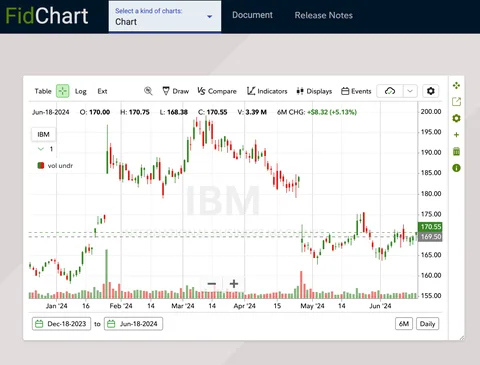 FidChart
Select a kind of charts:
Chart
Document
Release Notes
Table Log Ext Draw Compare Indicators Displays Events
Jun-18-2024 O: 170.00 H: 170.75 L: 168.38 C: 170.55 V: 3.39 M 6M CHG: +$8.32 (+5.13%)
IBM
1
vol undr
IBM
200.00
195.00
190.00
185.00
180.00
175.00
170.55
169.50
165.00
160.00
155.00
Jan '24 16 Feb '24 14 Mar '24 14 Apr '24 15 May '24 14 Jun '24
Dec-18-2023 to Jun-18-2024 6M Daily